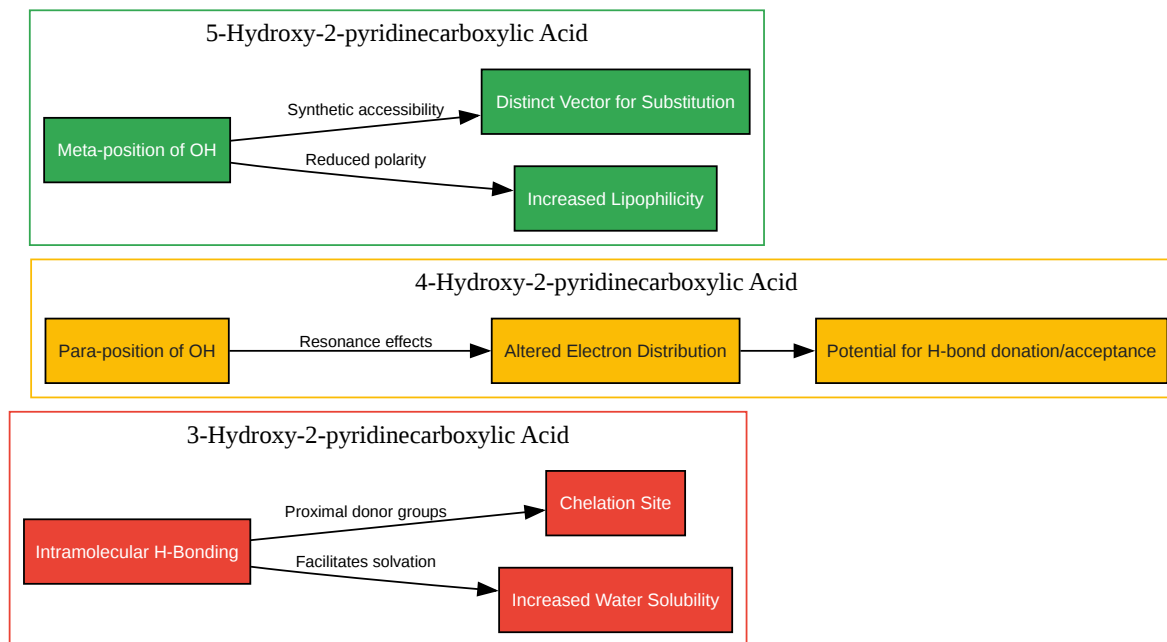 5-Hydroxy-2-pyridinecarboxylic Acid
Meta-position of OH
Synthetic accessibility
Distinct Vector for Substitution
Reduced polarity
Increased Lipophilicity
4-Hydroxy-2-pyridinecarboxylic Acid
Para-position of OH
Resonance effects
Altered Electron Distribution
Potential for H-bond donation/acceptance
3-Hydroxy-2-pyridinecarboxylic Acid
Intramolecular H-Bonding
Proximal donor groups
Chelation Site
Facilitates solvation
Increased Water Solubility